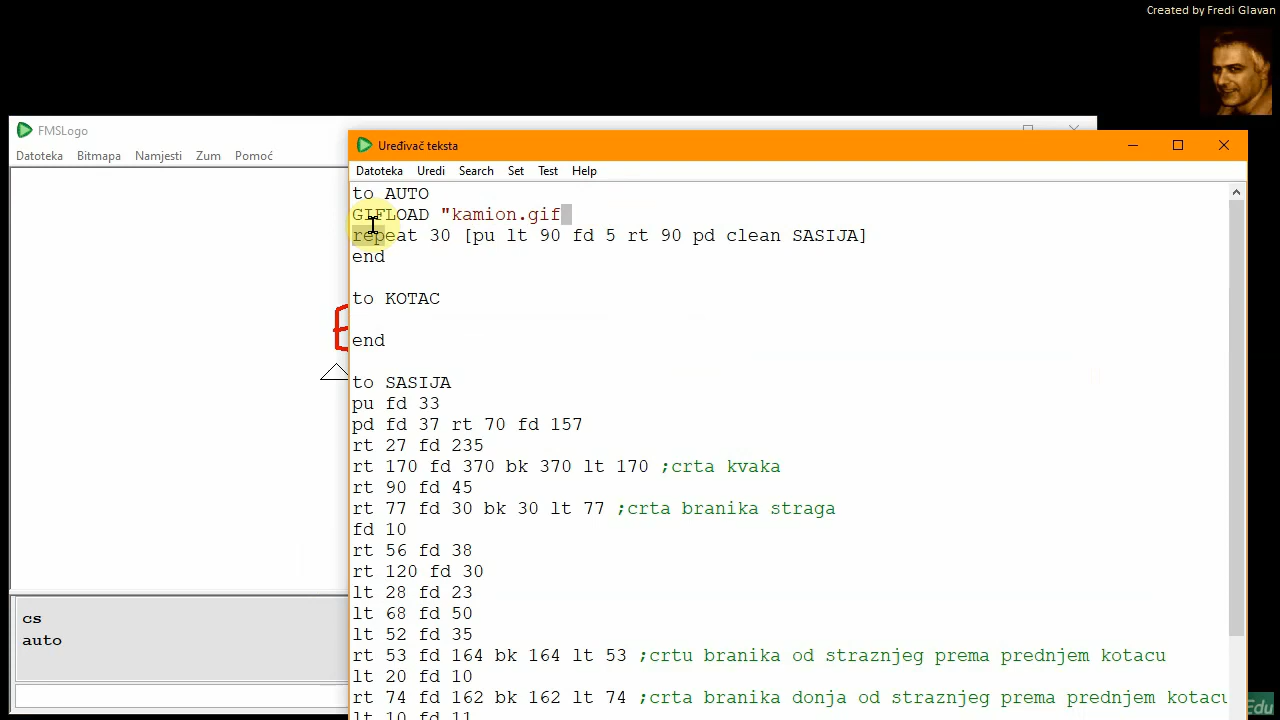 Created by Fredi Glavan
FMSLogo
Datoteka Bitmapa Namjesti Zum Pomoć
Uređivač teksta
Datoteka Uredi Search Set Test Help
to AUTO
GIFLOAD "kamion.gif
repeat 30 [pu lt 90 fd 5 rt 90 pd clean SASIJA]
end
to KOTAC
end
to SASIJA
pu fd 33
pd fd 37 rt 70 fd 157
rt 27 fd 235
rt 170 fd 370 bk 370 lt 170 ;crta kvaka
rt 90 fd 45
rt 77 fd 30 bk 30 lt 77 ;crta branika straga
fd 10
rt 56 fd 38
rt 120 fd 30
lt 28 fd 23
lt 68 fd 50
lt 52 fd 35
rt 53 fd 164 bk 164 lt 53 ;crtu branika od straznjeg prema prednjem kotacu
lt 20 fd 10
rt 74 fd 162 bk 162 lt 74 ;crta branika donja od straznjeg prema prednjem kotacu
lt 10 fd 11
cs
auto
Edu